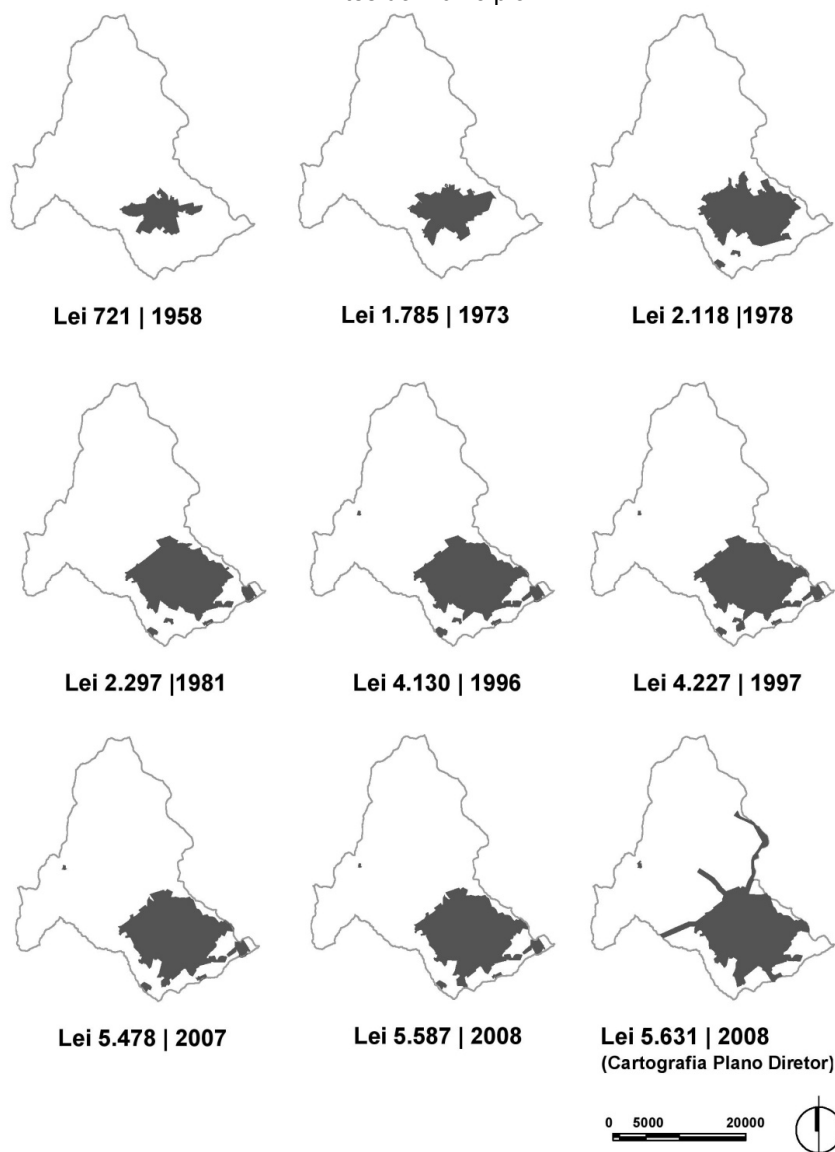 Lei 721 | 1958
Lei 1.785 | 1973
Lei 2.118 |1978
Lei 2.297 |1981
Lei 4.130 | 1996
Lei 4.227 | 1997
Lei 5.478 | 2007
Lei 5.587 | 2008
Lei 5.631 | 2008
(Cartografia Plano Diretor)
0 5000 20000